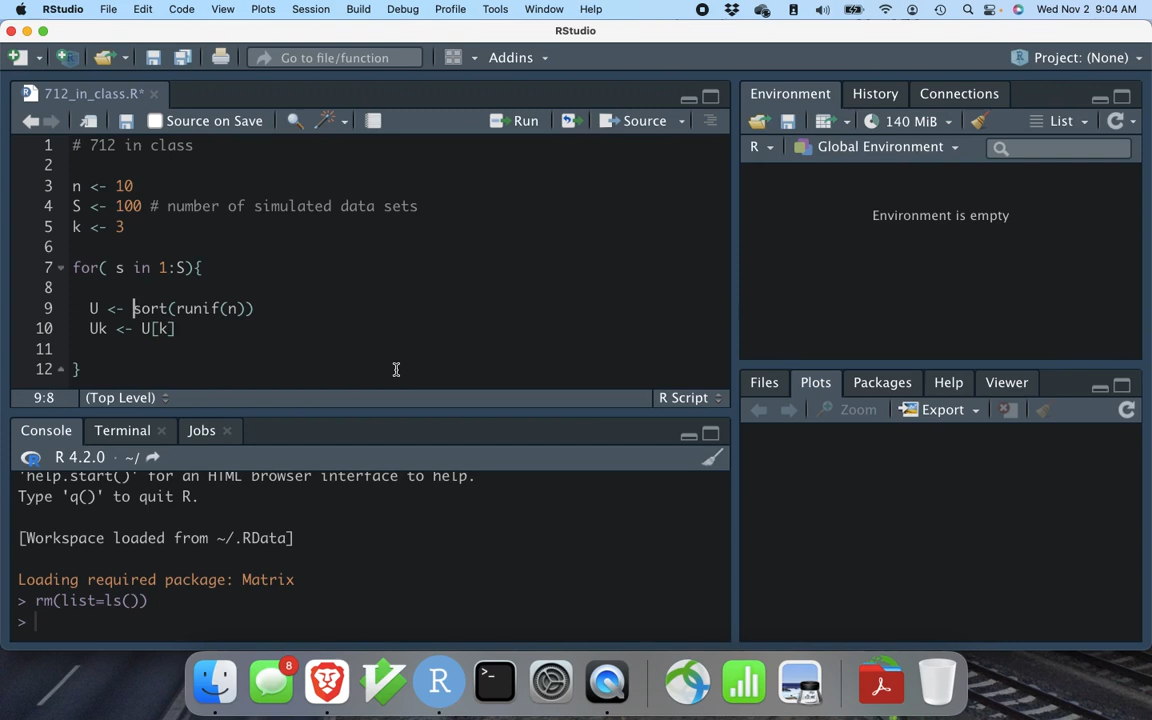 RStudio File Edit Code View Plots Session Build Debug Profile Tools Window Help Wed Nov 2 9:04 AM
RStudio
Go to file/function Addins Project: (None)
712_in_class.R*
Source on Save Run Source
1 # 712 in class
2
3 n <- 10
4 S <- 100 # number of simulated data sets
5 k <- 3
6
7 for( s in 1:S){
8
9 U <- sort(runif(n))
10 Uk <- U[k]
11
12 }
9:8 (Top Level) R Script
Console Terminal Jobs
R 4.2.0 · ~/
'help.start()' for an HTML browser interface to help.
Type 'q()' to quit R.
[Workspace loaded from ~/.RData]
Loading required package: Matrix
> rm(list=ls())
>
Environment History Connections
140 MiB List
R Global Environment
Environment is empty
Files Plots Packages Help Viewer
Zoom Export
8
R
>_